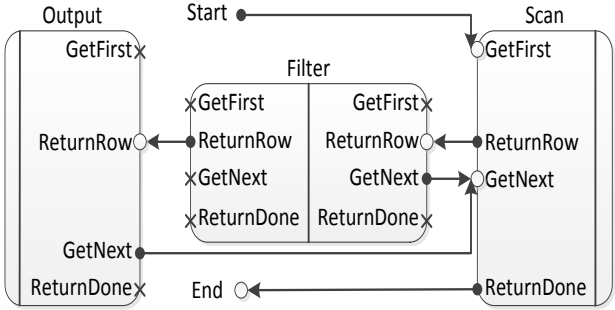 Output
Start
Scan
GetFirst
GetFirst
Filter
GetFirst
GetFirst
ReturnRow
ReturnRow
ReturnRow
ReturnRow
GetNext
GetNext
GetNext
ReturnDone
ReturnDone
GetNext
ReturnDone
End
ReturnDone